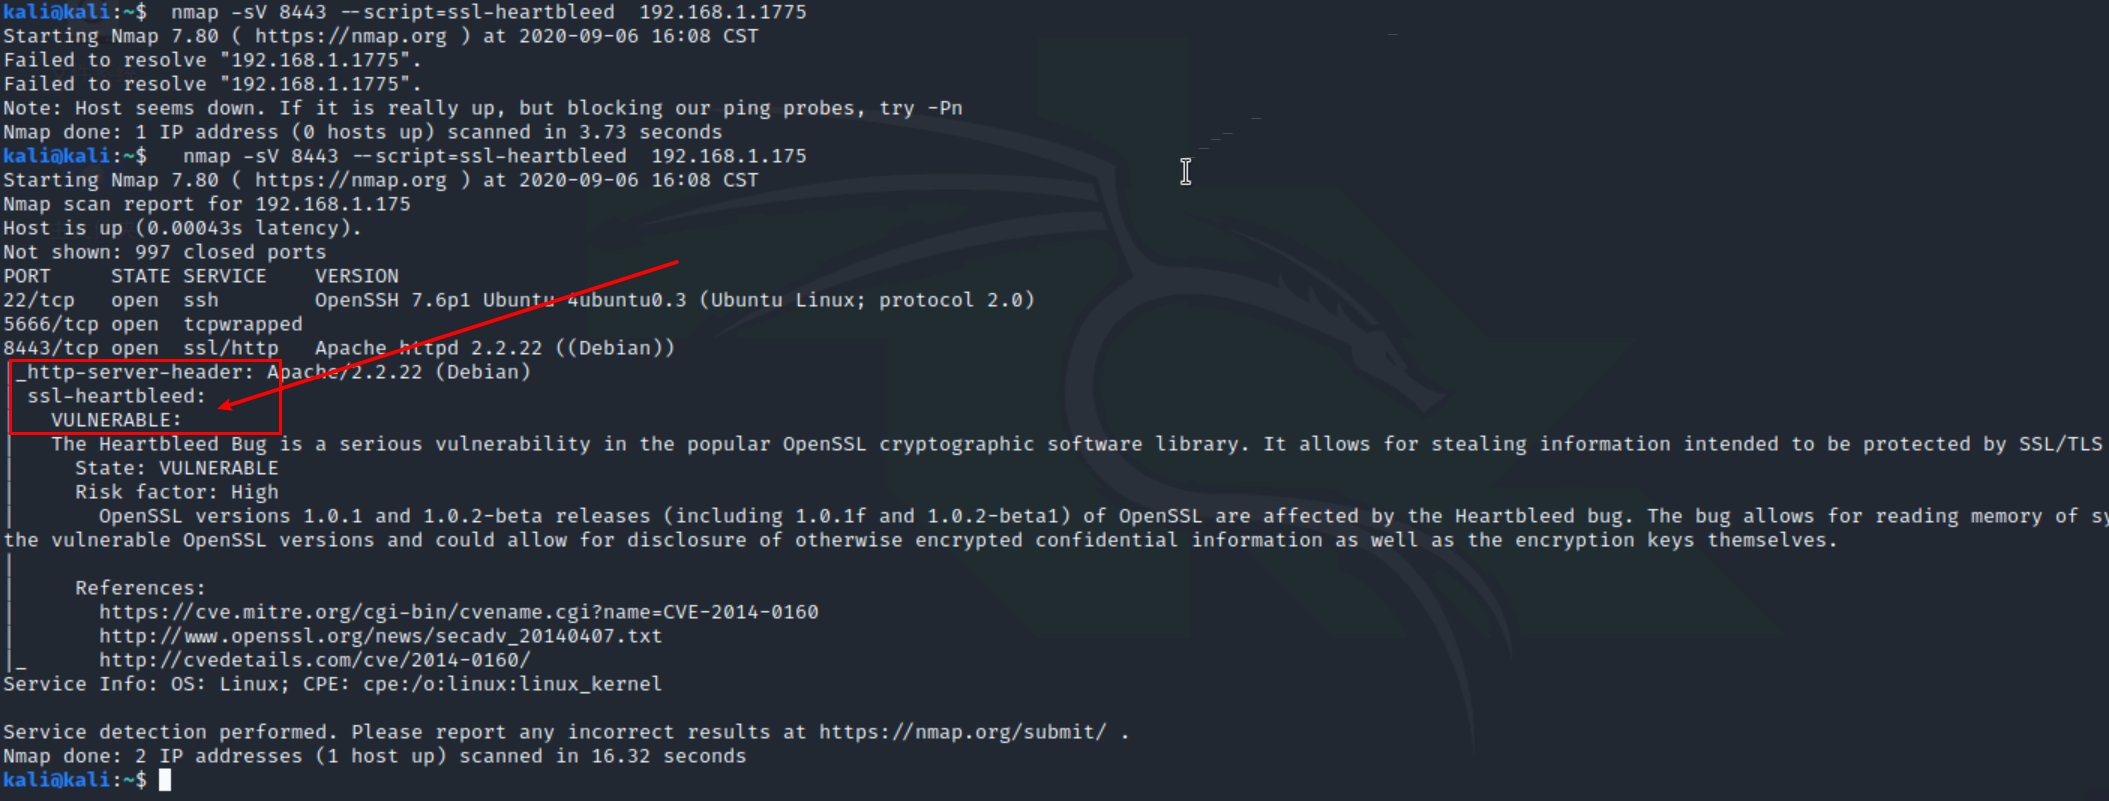 kali@kali:~$  nmap -sV 8443 --script=ssl-heartbleed  192.168.1.1775
Starting Nmap 7.80 ( https://nmap.org ) at 2020-09-06 16:08 CST
Failed to resolve "192.168.1.1775".
Failed to resolve "192.168.1.1775".
Note: Host seems down. If it is really up, but blocking our ping probes, try -Pn
Nmap done: 1 IP address (0 hosts up) scanned in 3.73 seconds
kali@kali:~$   nmap -sV 8443 --script=ssl-heartbleed  192.168.1.175
Starting Nmap 7.80 ( https://nmap.org ) at 2020-09-06 16:08 CST
Nmap scan report for 192.168.1.175
Host is up (0.00043s latency).
Not shown: 997 closed ports
PORT     STATE SERVICE    VERSION
22/tcp   open  ssh        OpenSSH 7.6p1 Ubuntu 4ubuntu0.3 (Ubuntu Linux; protocol 2.0)
5666/tcp open  tcpwrapped
8443/tcp open  ssl/http   Apache httpd 2.2.22 ((Debian))
|_http-server-header: Apache/2.2.22 (Debian)
| ssl-heartbleed:
|   VULNERABLE:
|   The Heartbleed Bug is a serious vulnerability in the popular OpenSSL cryptographic software library. It allows for stealing information intended to be protected by SSL/TLS
|     State: VULNERABLE
|     Risk factor: High
|       OpenSSL versions 1.0.1 and 1.0.2-beta releases (including 1.0.1f and 1.0.2-beta1) of OpenSSL are affected by the Heartbleed bug. The bug allows for reading memory of
the vulnerable OpenSSL versions and could allow for disclosure of otherwise encrypted confidential information as well as the encryption keys themselves.
|
|     References:
|       https://cve.mitre.org/cgi-bin/cvename.cgi?name=CVE-2014-0160
|       http://www.openssl.org/news/secadv_20140407.txt
|_      http://cvedetails.com/cve/2014-0160/
Service Info: OS: Linux; CPE: cpe:/o:linux:linux_kernel
Service detection performed. Please report any incorrect results at https://nmap.org/submit/ .
Nmap done: 2 IP addresses (1 host up) scanned in 16.32 seconds
kali@kali:~$